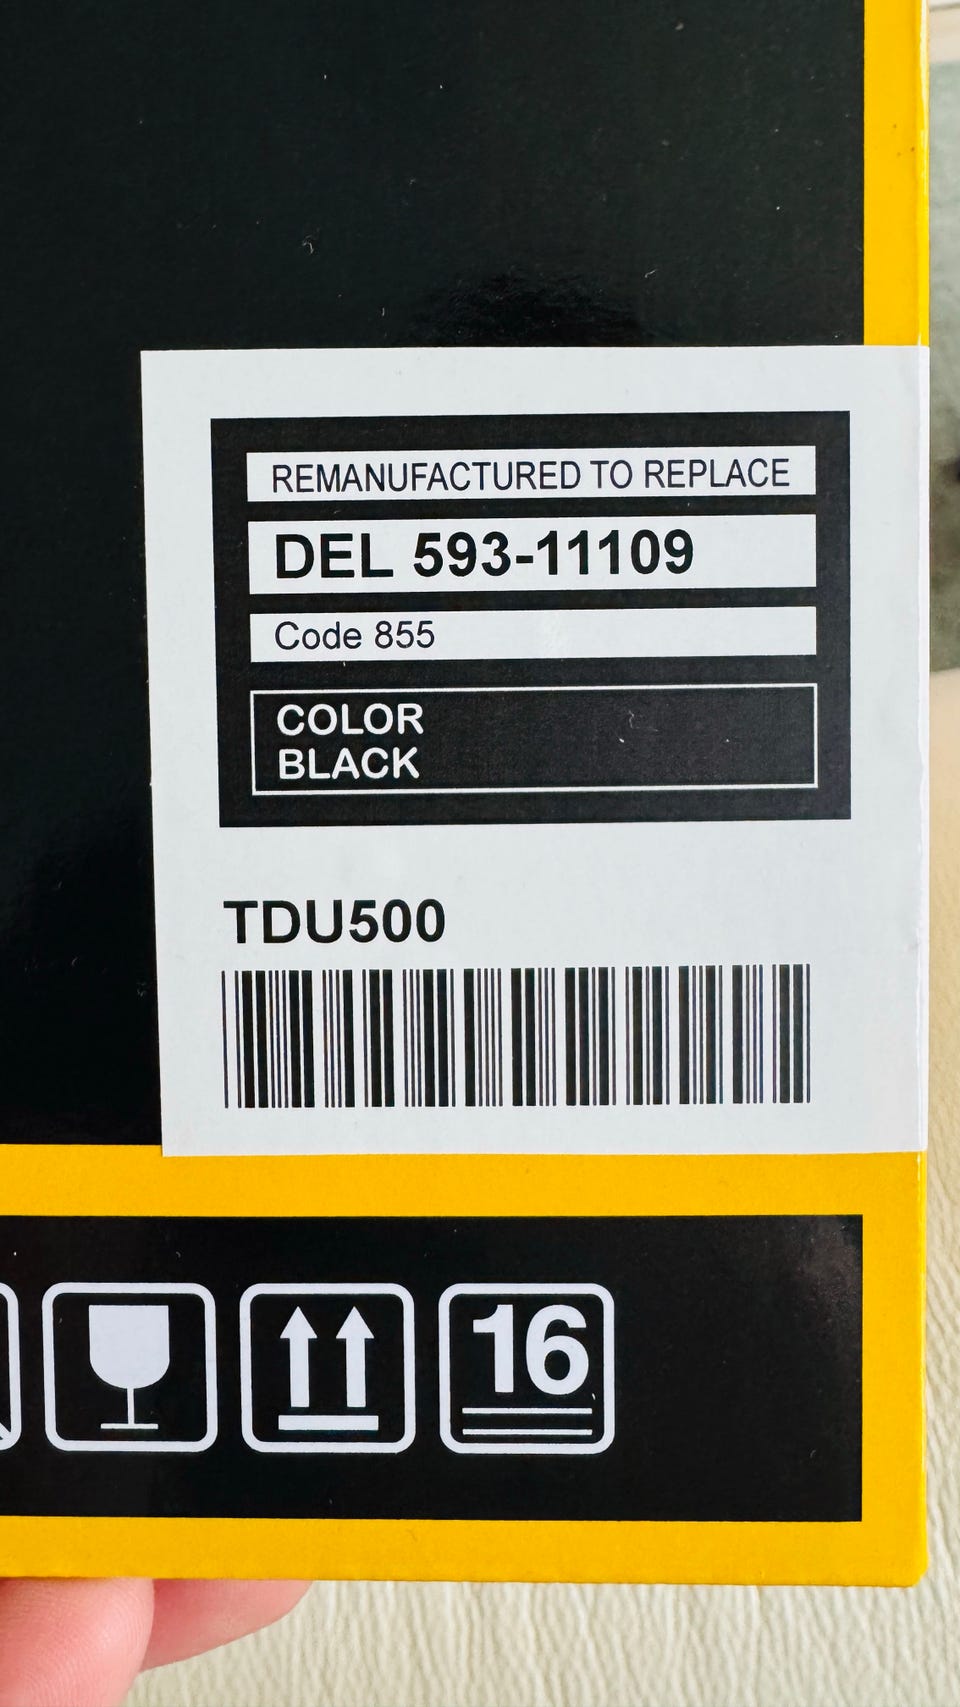 REMANUFACTURED TO REPLACE
DEL 593-11109
Code 855
COLOR
BLACK
TDU500
16